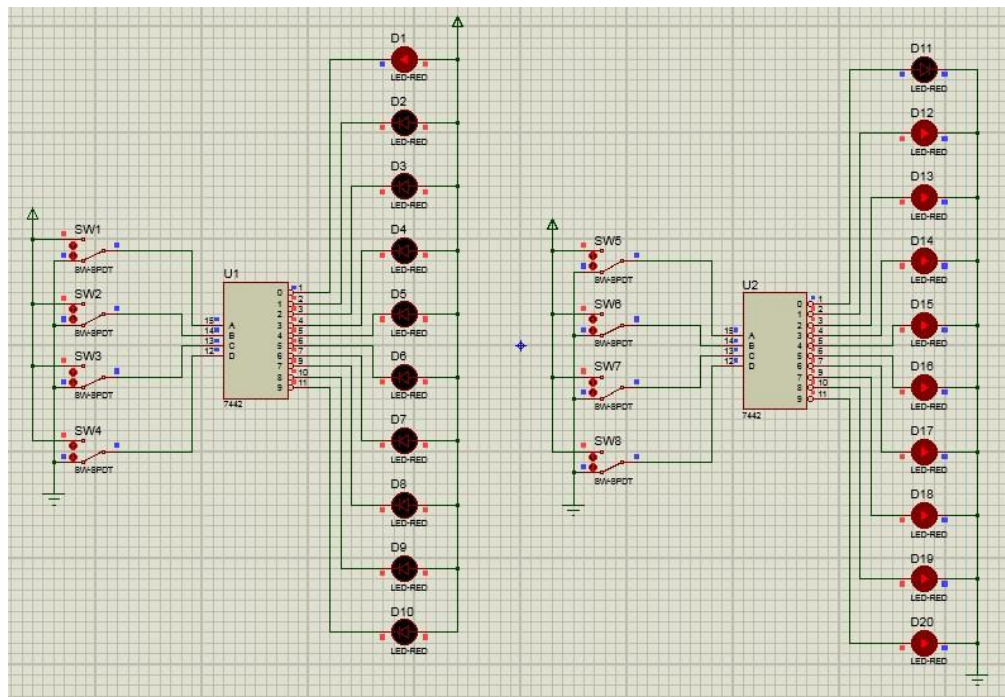 D1
LED-RED
D2
LED-RED
D3
LED-RED
D4
LED-RED
D5
LED-RED
D6
LED-RED
D7
LED-RED
D8
LED-RED
D9
LED-RED
D10
LED-RED
SW1
SW-SPDT
SW2
SW-SPDT
SW3
SW-SPDT
SW4
SW-SPDT
U1
15 A
14 B
13 C
12 D
0 1
1 2
2 3
3 4
4 5
5 6
6 7
7 9
8 10
9 11
7442
D11
LED-RED
D12
LED-RED
D13
LED-RED
D14
LED-RED
D15
LED-RED
D16
LED-RED
D17
LED-RED
D18
LED-RED
D19
LED-RED
D20
LED-RED
SW5
SW-SPDT
SW6
SW-SPDT
SW7
SW-SPDT
SW8
SW-SPDT
U2
15 A
14 B
13 C
12 D
0 1
1 2
2 3
3 4
4 5
5 6
6 7
7 9
8 10
9 11
7442